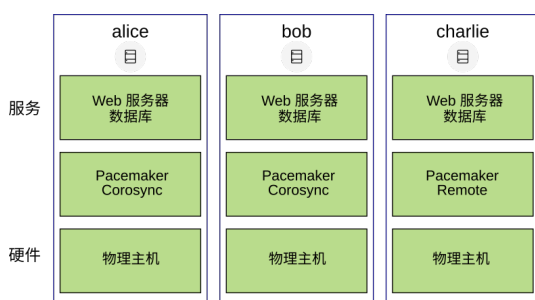 alice
bob
charlie
服务
Web 服务器
数据库
Web 服务器
数据库
Web 服务器
数据库
Pacemaker
Corosync
Pacemaker
Corosync
Pacemaker
Remote
硬件
物理主机
物理主机
物理主机